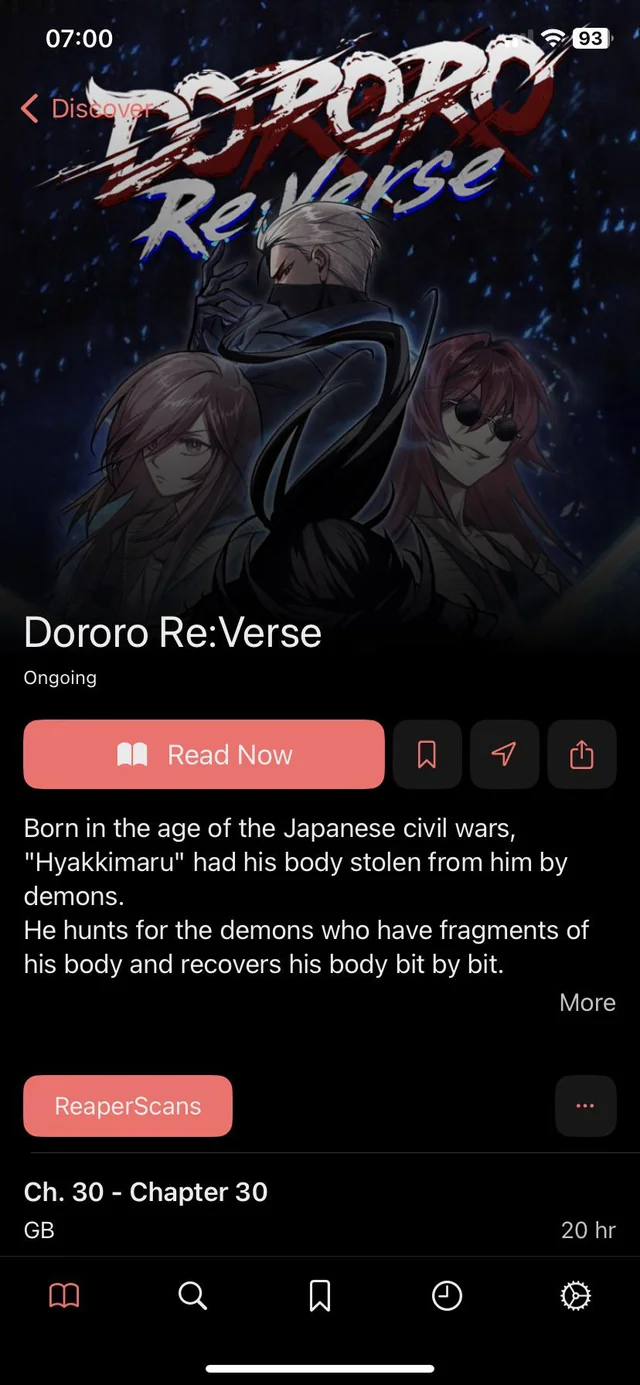 07:00
93
Discover
DORORO
Re:Verse
Dororo Re:Verse
Ongoing
Read Now
Born in the age of the Japanese civil wars,
"Hyakkimaru" had his body stolen from him by
demons.
He hunts for the demons who have fragments of
his body and recovers his body bit by bit.
More
ReaperScans
Ch. 30 - Chapter 30
GB
20 hr